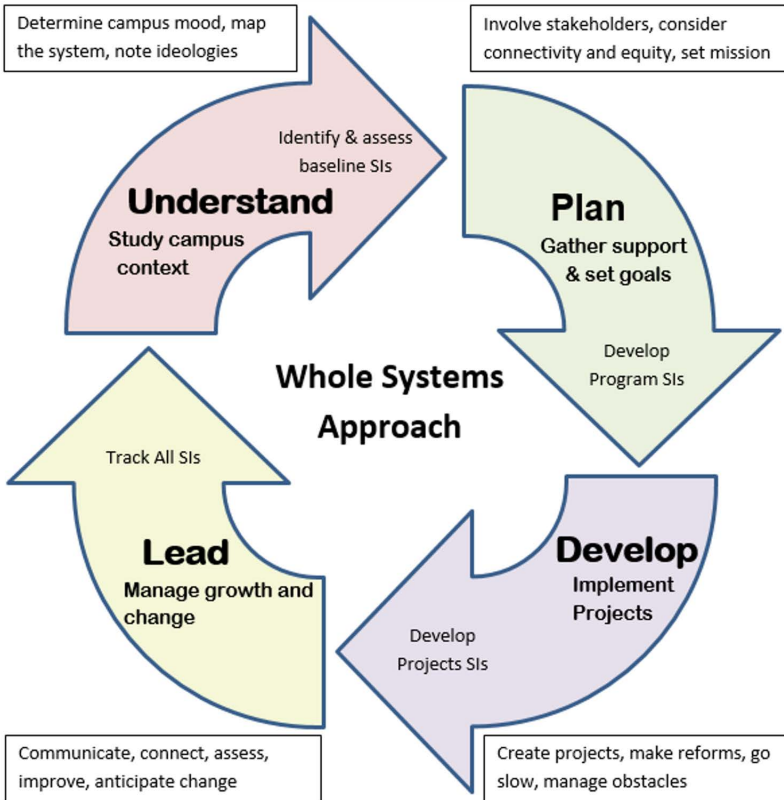 Determine campus mood, map
the system, note ideologies
Involve stakeholders, consider
connectivity and equity, set mission
Identify & assess
baseline SIs
Understand
Study campus
context
Plan
Gather support
& set goals
Develop
Program SIs
Whole Systems
Approach
Track All SIs
Lead
Manage growth and
change
Develop
Implement
Projects
Develop
Projects SIs
Communicate, connect, assess,
improve, anticipate change
Create projects, make reforms, go
slow, manage obstacles